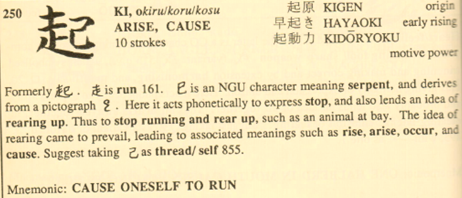 250 起 KI, okiru/koru/kosu 起原 KIGEN origin
ARISE, CAUSE 早起き HAYAOKI early rising
10 strokes 起動力 KIDŌRYOKU
motive power
Formerly 起. 走 is run 161. 巳 is an NGU character meaning serpent, and derives
from a pictograph . Here it acts phonetically to express stop, and also lends an idea of
rearing up. Thus to stop running and rear up, such as an animal at bay. The idea of
rearing came to prevail, leading to associated meanings such as rise, arise, occur, and
cause. Suggest taking 己 as thread/ self 855.
Mnemonic: CAUSE ONESELF TO RUN